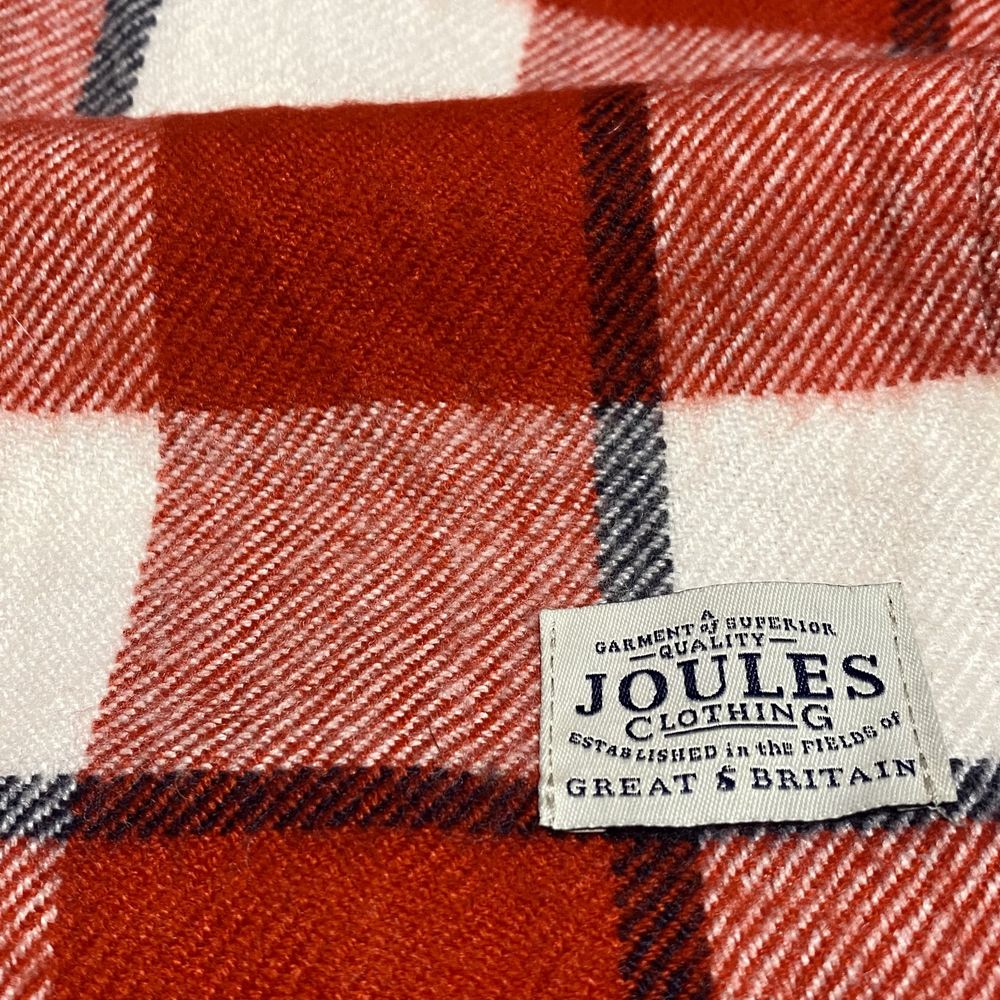 A
GARMENT of SUPERIOR
QUALITY
JOULES
CLOTHING
ESTABLISHED in the FIELDS of
GREAT & BRITAIN